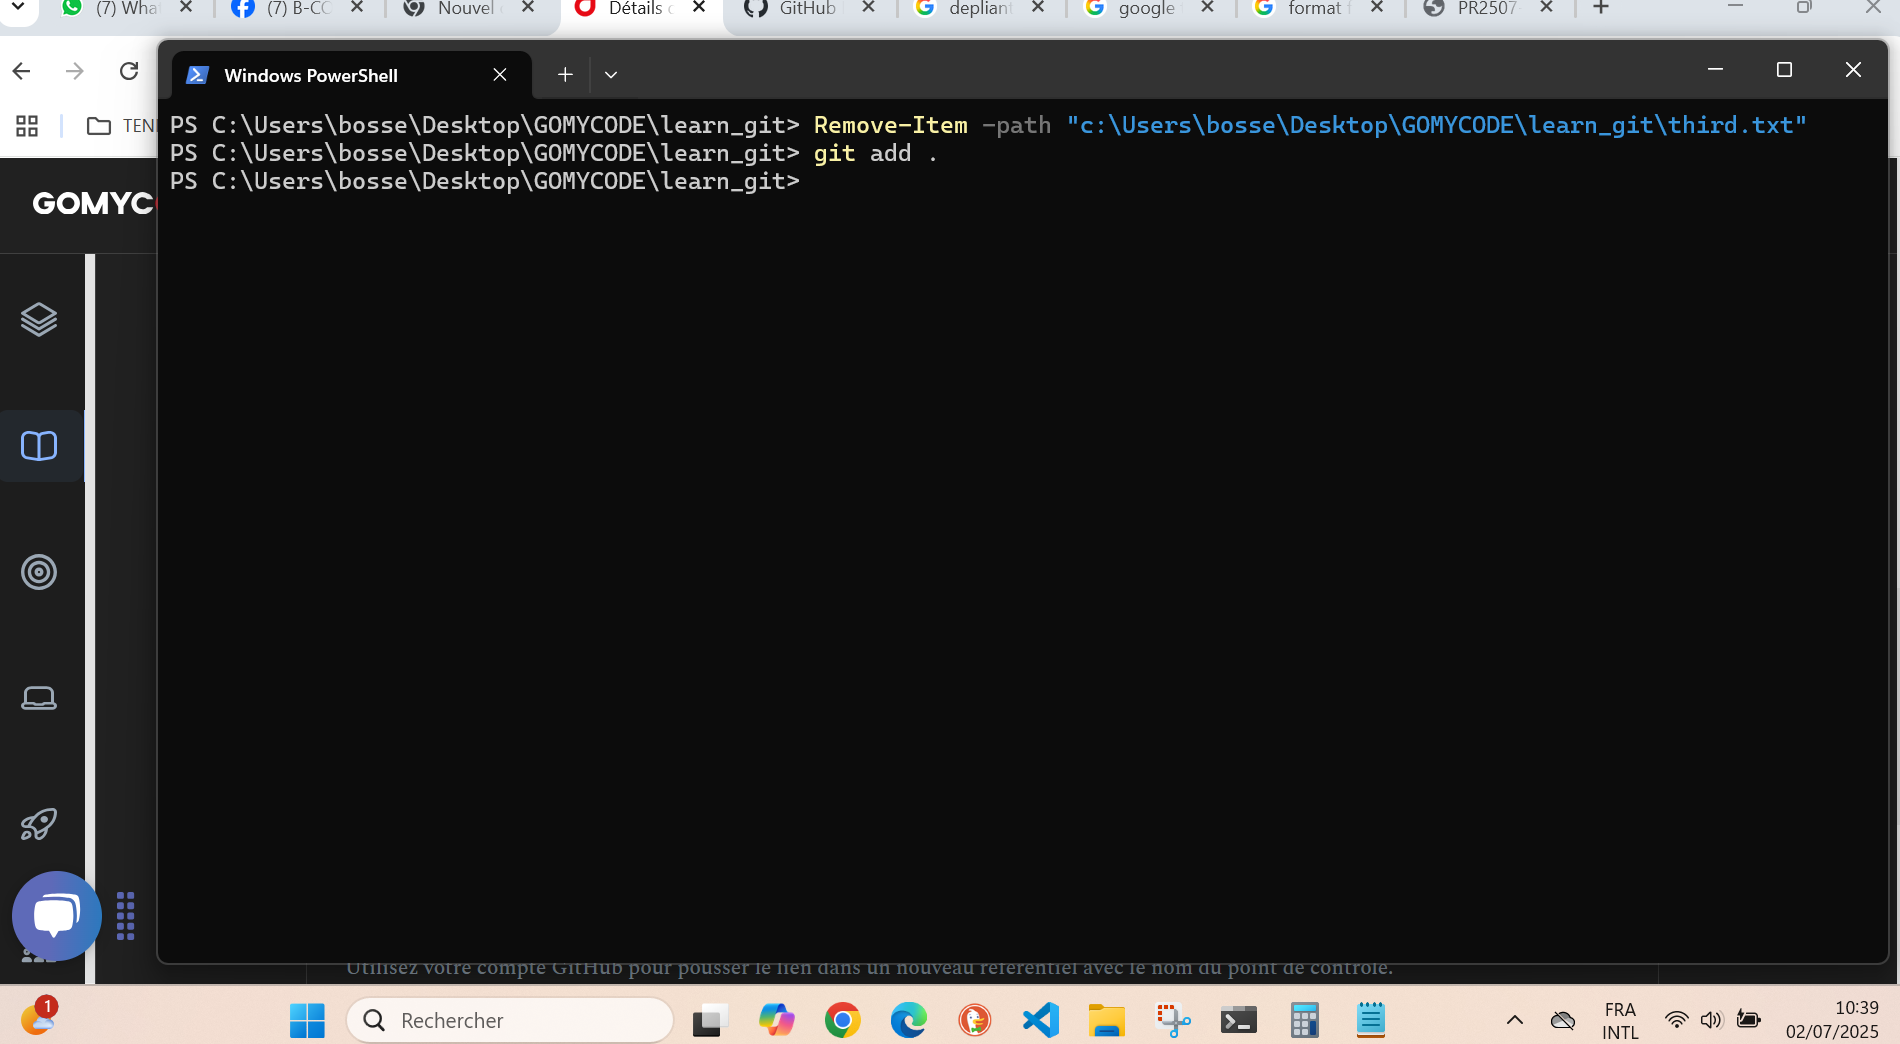 (7) What
(7) B-CC
Nouvel
Détails
GitHub
depliant
google
format f
PR2507-
Windows PowerShell
TEN
PS C:\Users\bosse\Desktop\GOMYCODE\learn_git> Remove-Item -path "c:\Users\bosse\Desktop\GOMYCODE\learn_git\third.txt"
PS C:\Users\bosse\Desktop\GOMYCODE\learn_git> git add .
PS C:\Users\bosse\Desktop\GOMYCODE\learn_git>
GOMYC
Utilisez votre compte GitHub pour pousser le lien dans un nouveau référentiel avec le nom du point de contrôle.
1
Rechercher
FRA
INTL
10:39
02/07/2025